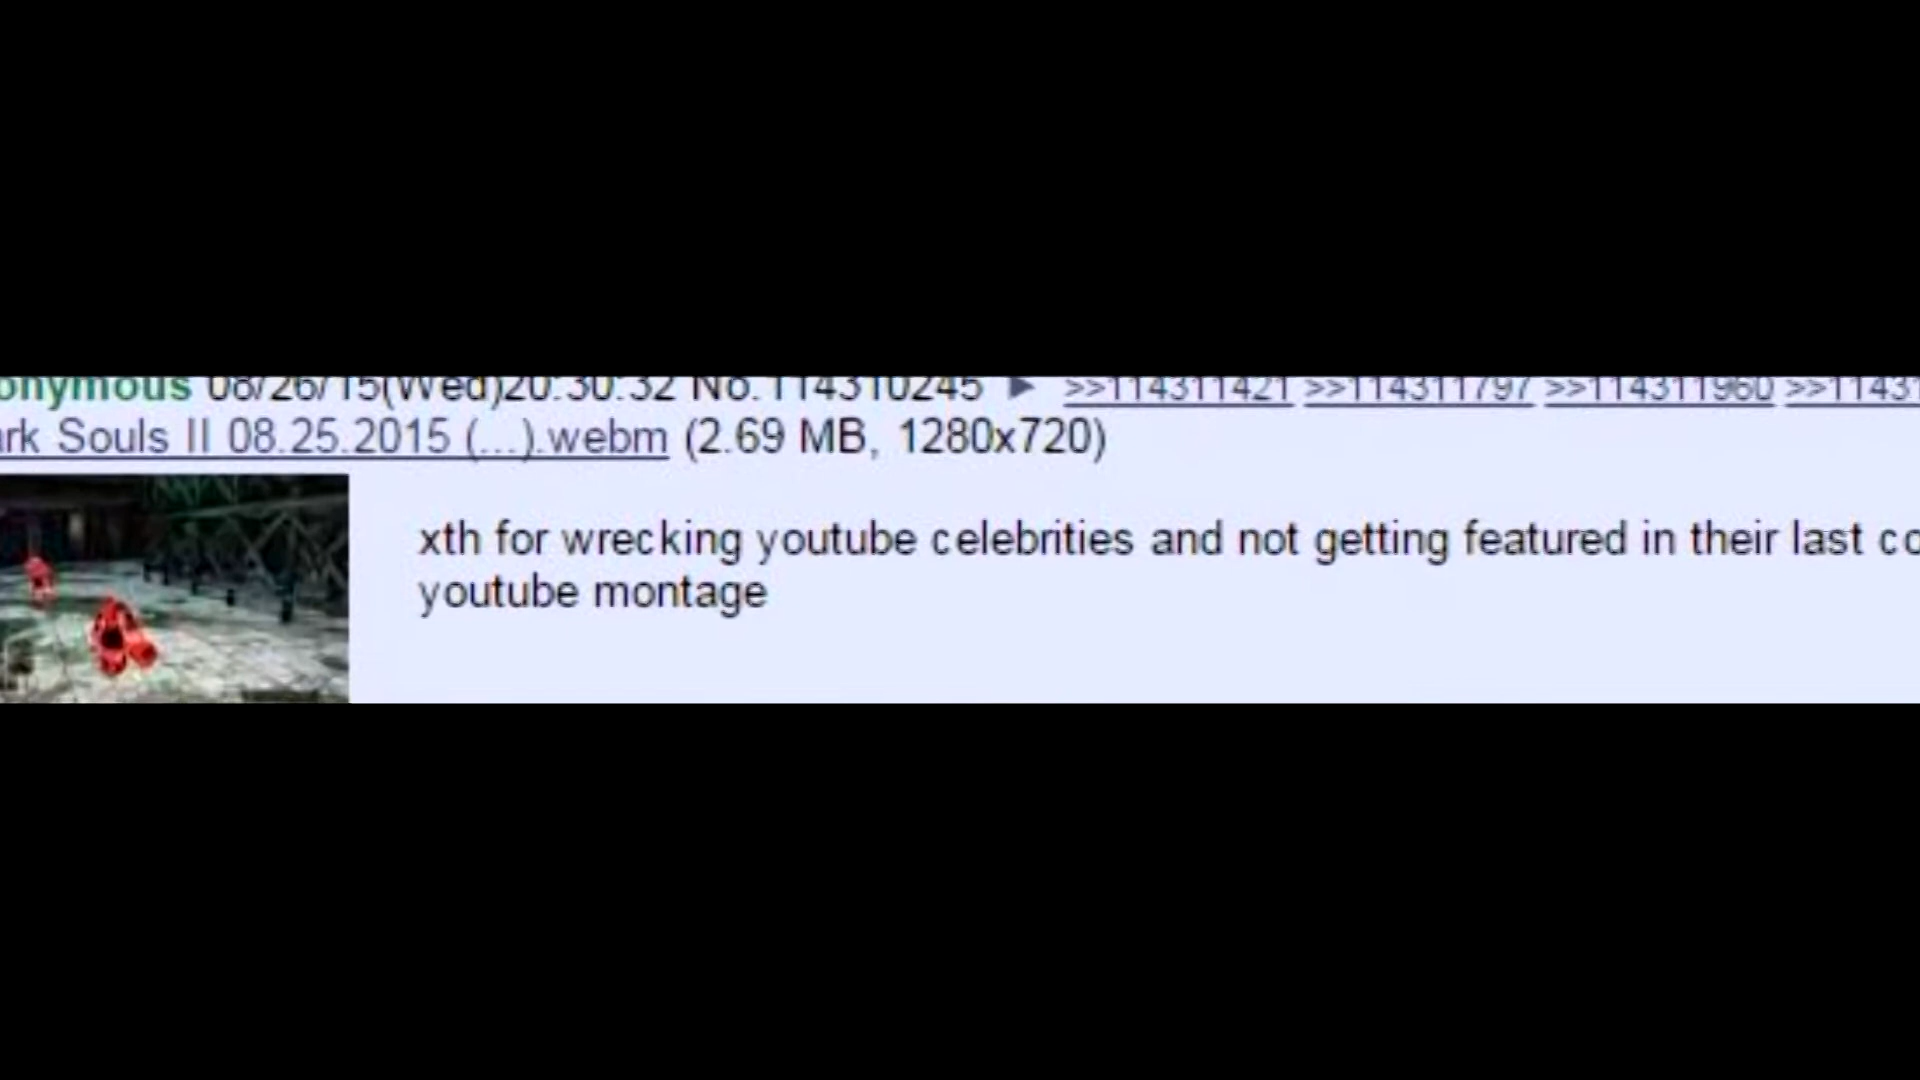 onymous 08/26/15(Wed)20:30:32 No.114310245 ▶ >>114311421 >>114311797 >>114311960 >>11431
rk Souls II 08.25.2015 (...).webm (2.69 MB, 1280x720)
xth for wrecking youtube celebrities and not getting featured in their last co
youtube montage